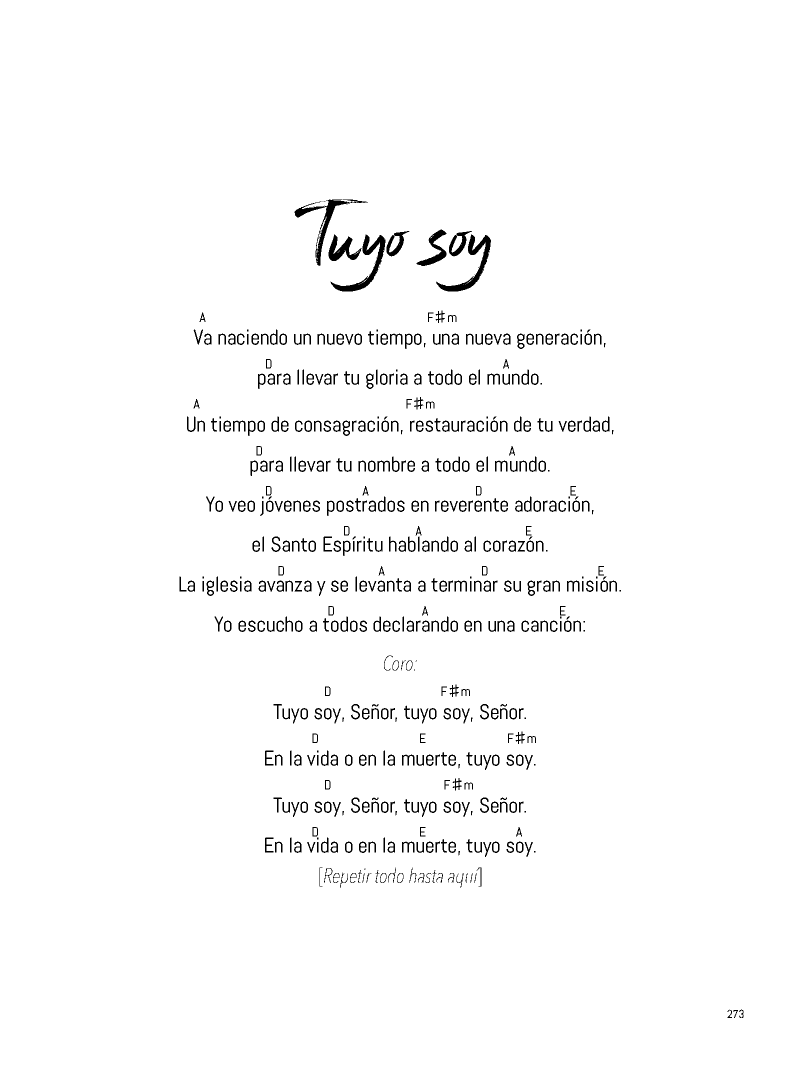 Tuyo soy
A F♯m
Va naciendo un nuevo tiempo, una nueva generación,
D A
para llevar tu gloria a todo el mundo.
A F♯m
Un tiempo de consagración, restauración de tu verdad,
D A
para llevar tu nombre a todo el mundo.
D A D E
Yo veo jóvenes postrados en reverente adoración,
D A E
el Santo Espíritu hablando al corazón.
D A D E
La iglesia avanza y se levanta a terminar su gran misión.
D A E
Yo escucho a todos declarando en una canción:
Coro:
D F♯m
Tuyo soy, Señor, tuyo soy, Señor.
D E F♯m
En la vida o en la muerte, tuyo soy.
D F♯m
Tuyo soy, Señor, tuyo soy, Señor.
D E A
En la vida o en la muerte, tuyo soy.
[Repetir todo hasta aquí]
273